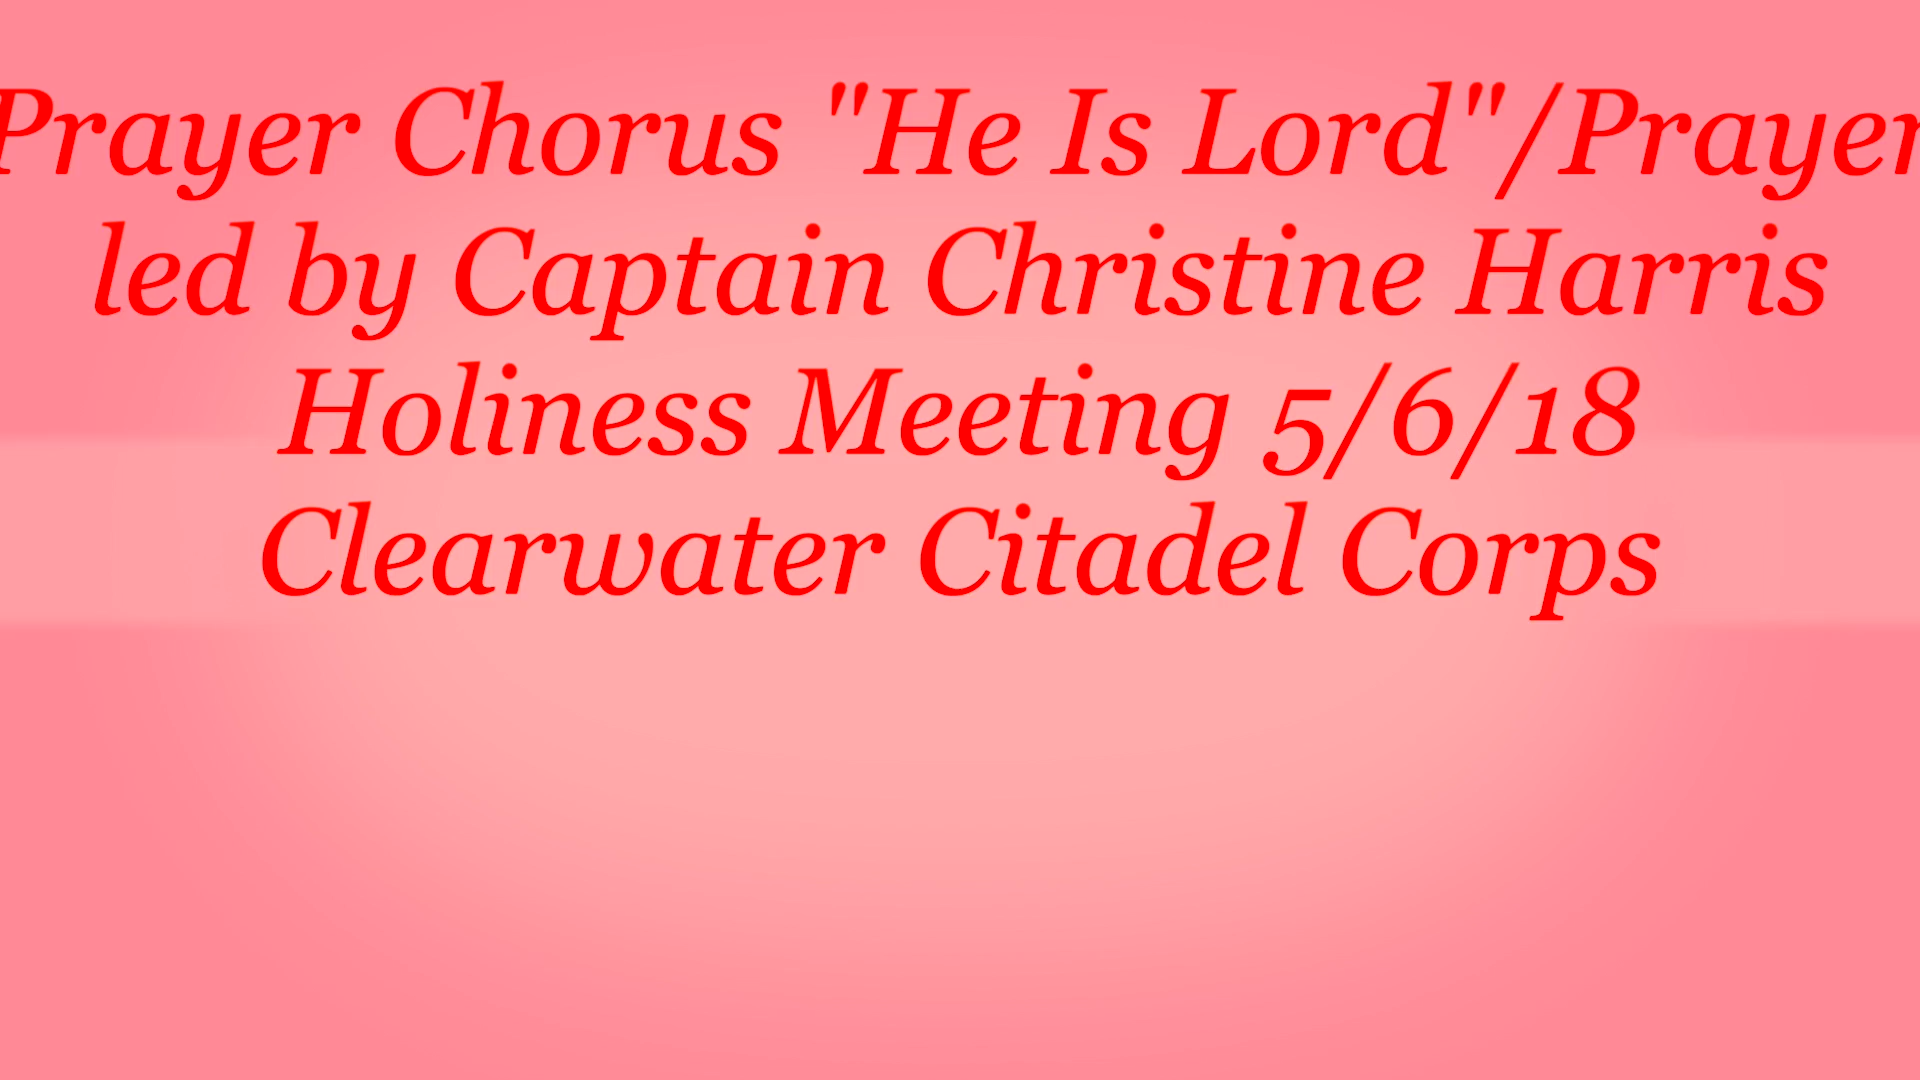 Prayer Chorus "He Is Lord"/Prayer
led by Captain Christine Harris
Holiness Meeting 5/6/18
Clearwater Citadel Corps